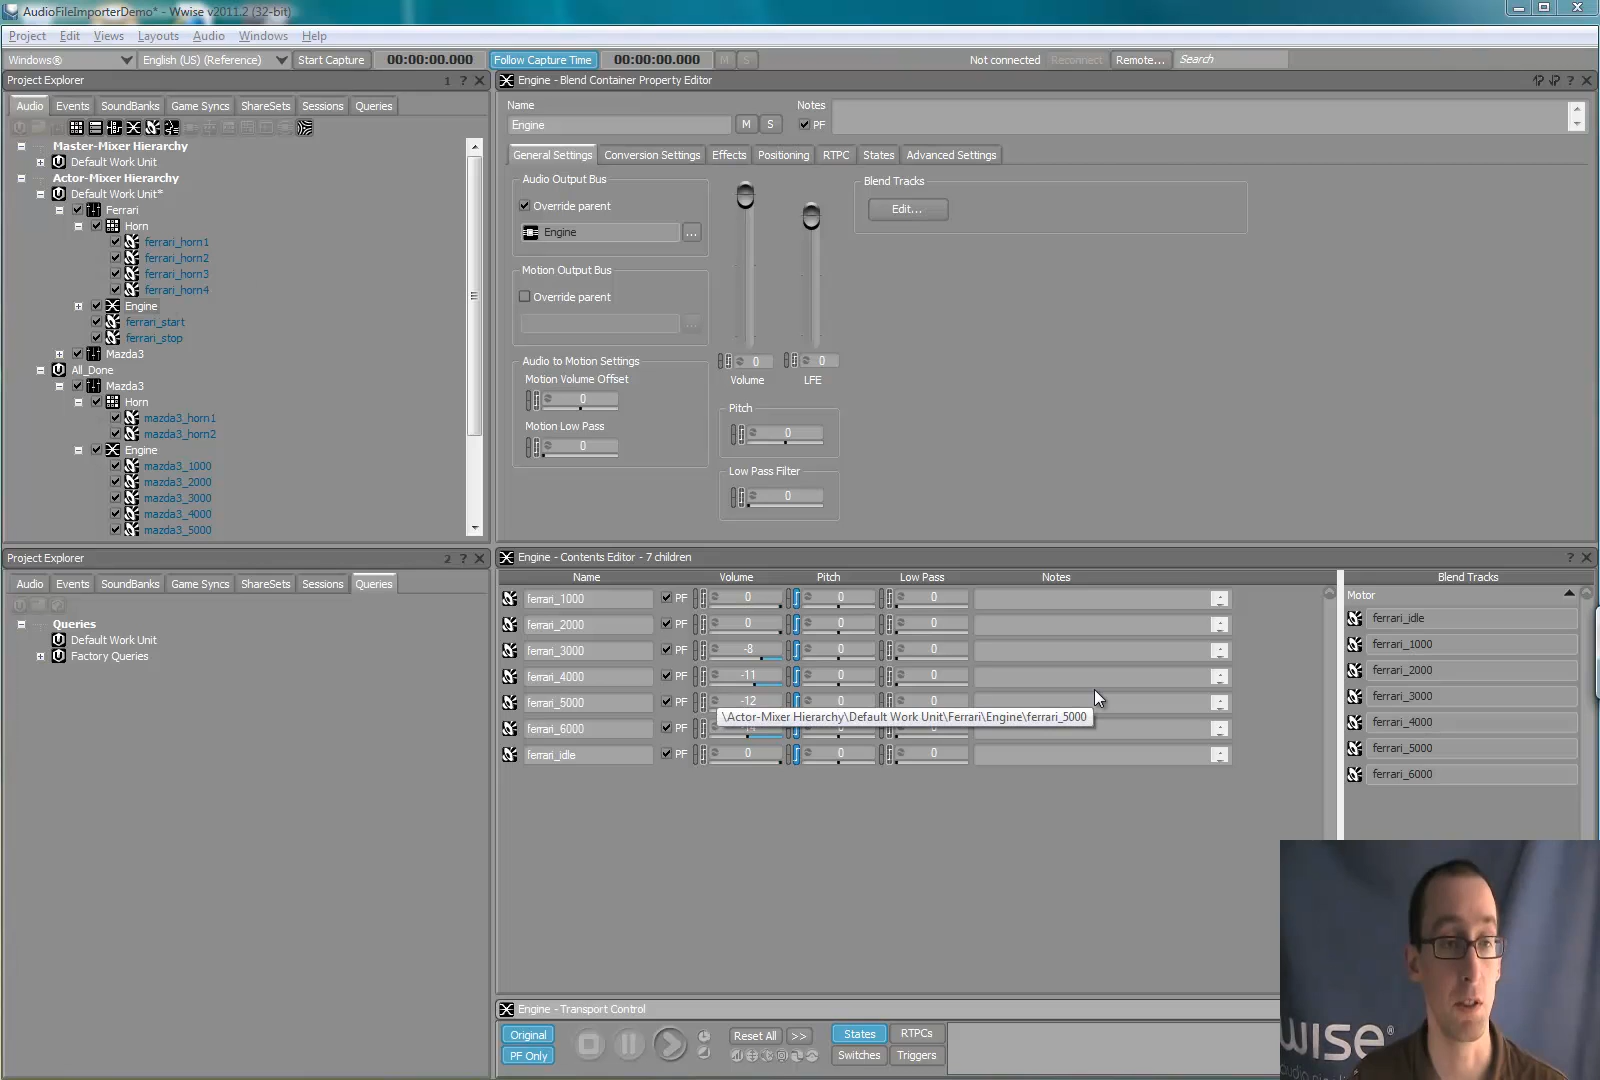 AudioFileImporterDemo* - Wwise v2011.2 (32-bit)
Project Edit Views Layouts Audio Windows Help
Windows® English (US) (Reference) Start Capture 00:00:00.000 Follow Capture Time 00:00:00.000 M S Not connected Reconnect Remote... Search
Project Explorer 1 ?
Audio Events SoundBanks Game Syncs ShareSets Sessions Queries
Master-Mixer Hierarchy
Default Work Unit
Actor-Mixer Hierarchy
Default Work Unit*
Ferrari
Horn
ferrari_horn1
ferrari_horn2
ferrari_horn3
ferrari_horn4
Engine
ferrari_start
ferrari_stop
Mazda3
All_Done
Mazda3
Horn
mazda3_horn1
mazda3_horn2
Engine
mazda3_1000
mazda3_2000
mazda3_3000
mazda3_4000
mazda3_5000
Engine - Blend Container Property Editor ?
Name Notes
Engine M S PF
General Settings Conversion Settings Effects Positioning RTPC States Advanced Settings
Audio Output Bus
Override parent
Engine ...
Motion Output Bus
Override parent
...
Audio to Motion Settings
Motion Volume Offset
0
Motion Low Pass
0
0 0
Volume LFE
Pitch
0
Low Pass Filter
0
Blend Tracks
Edit...
Project Explorer 2 ?
Audio Events SoundBanks Game Syncs ShareSets Sessions Queries
Queries
Default Work Unit
Factory Queries
Engine - Contents Editor - 7 children ?
Name Volume Pitch Low Pass Notes
ferrari_1000 PF 0 0 0
ferrari_2000 PF 0 0 0
ferrari_3000 PF -8 0 0
ferrari_4000 PF -11 0 0
ferrari_5000 PF -12 0 0
\Actor-Mixer Hierarchy\Default Work Unit\Ferrari\Engine\ferrari_5000
ferrari_6000 PF 0 0
ferrari_idle PF 0 0 0
Blend Tracks
Motor
ferrari_idle
ferrari_1000
ferrari_2000
ferrari_3000
ferrari_4000
ferrari_5000
ferrari_6000
Engine - Transport Control
Original
PF Only
Reset All >>
States RTPCs
Switches Triggers
wise®